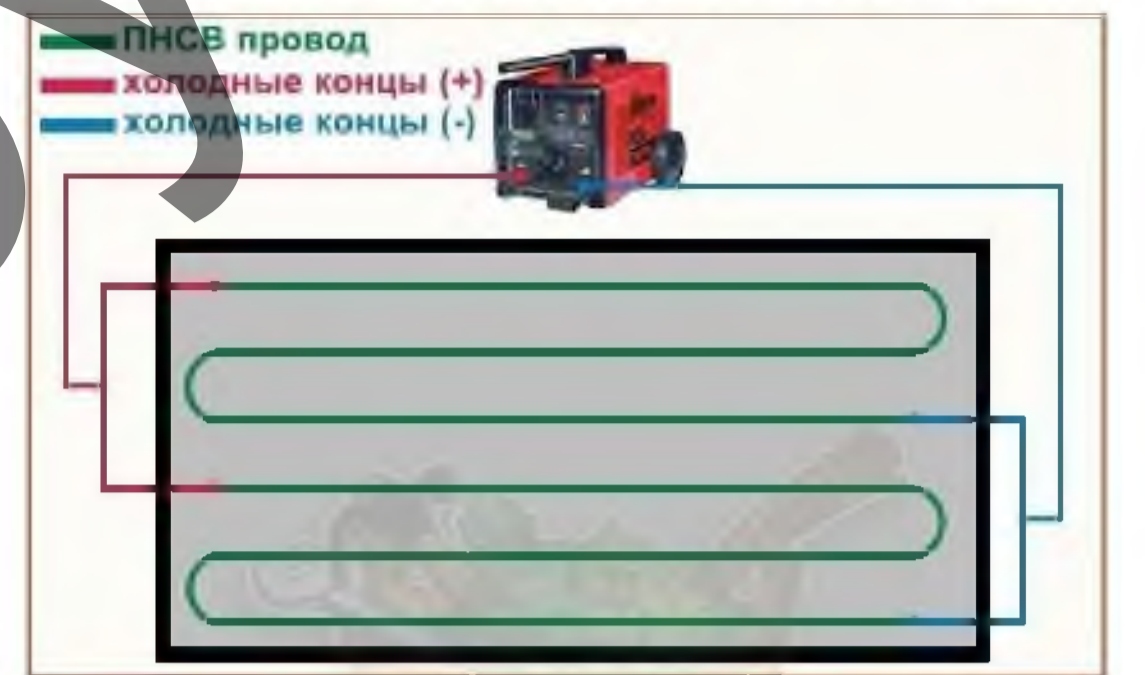 ПНСВ провод
холодные концы (+)
холодные концы (-)